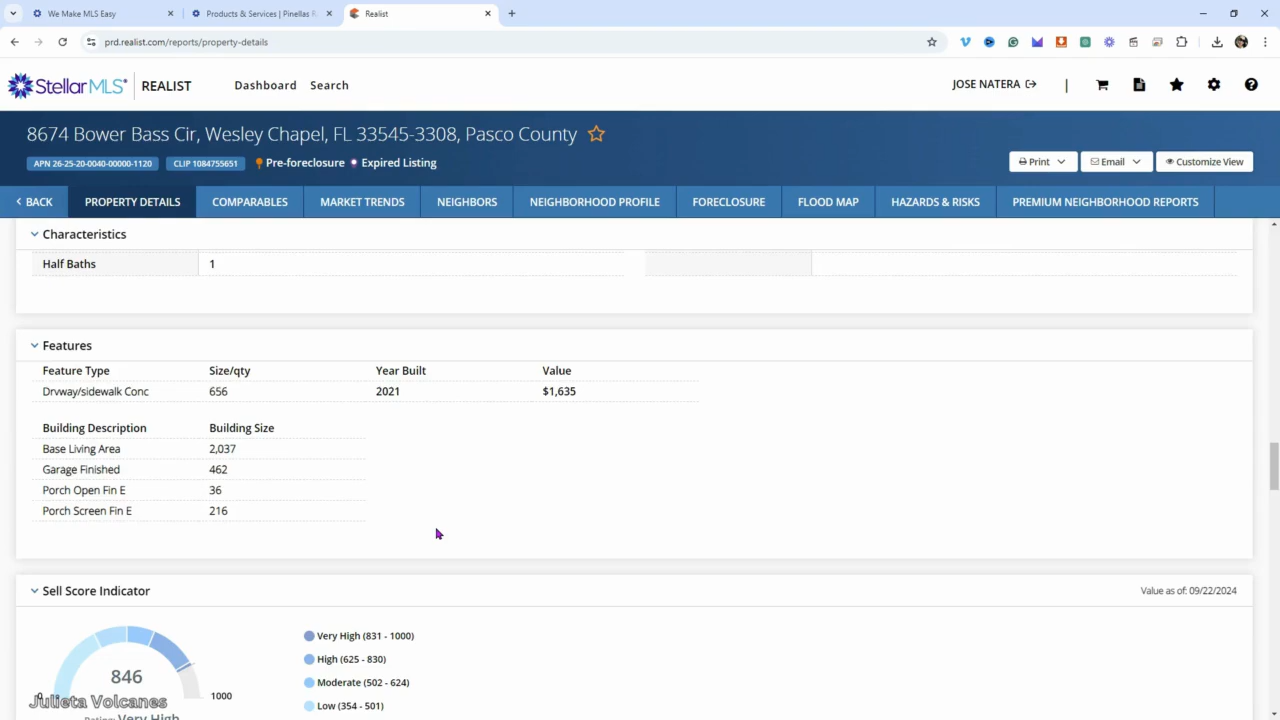 We Make MLS Easy
Products & Services | Pinellas
Realist
prd.realist.com/reports/property-details
StellarMLS REALIST
Dashboard Search
JOSE NATERA
8674 Bower Bass Cir, Wesley Chapel, FL 33545-3308, Pasco County
APN 26-25-20-0040-00000-1120 CLIP 1084755651 Pre-foreclosure Expired Listing
Print Email Customize View
BACK PROPERTY DETAILS COMPARABLES MARKET TRENDS NEIGHBORS NEIGHBORHOOD PROFILE FORECLOSURE FLOOD MAP HAZARDS & RISKS PREMIUM NEIGHBORHOOD REPORTS
Characteristics
Half Baths 1
Features
Feature Type Size/qty Year Built Value
Drvway/sidewalk Conc 656 2021 $1,635
Building Description Building Size
Base Living Area 2,037
Garage Finished 462
Porch Open Fin E 36
Porch Screen Fin E 216
Sell Score Indicator Value as of: 09/22/2024
Very High (831 - 1000)
High (625 - 830)
846
Moderate (502 - 624)
0 1000
Julieta Volcanes
Low (354 - 501)
Rating: Very High